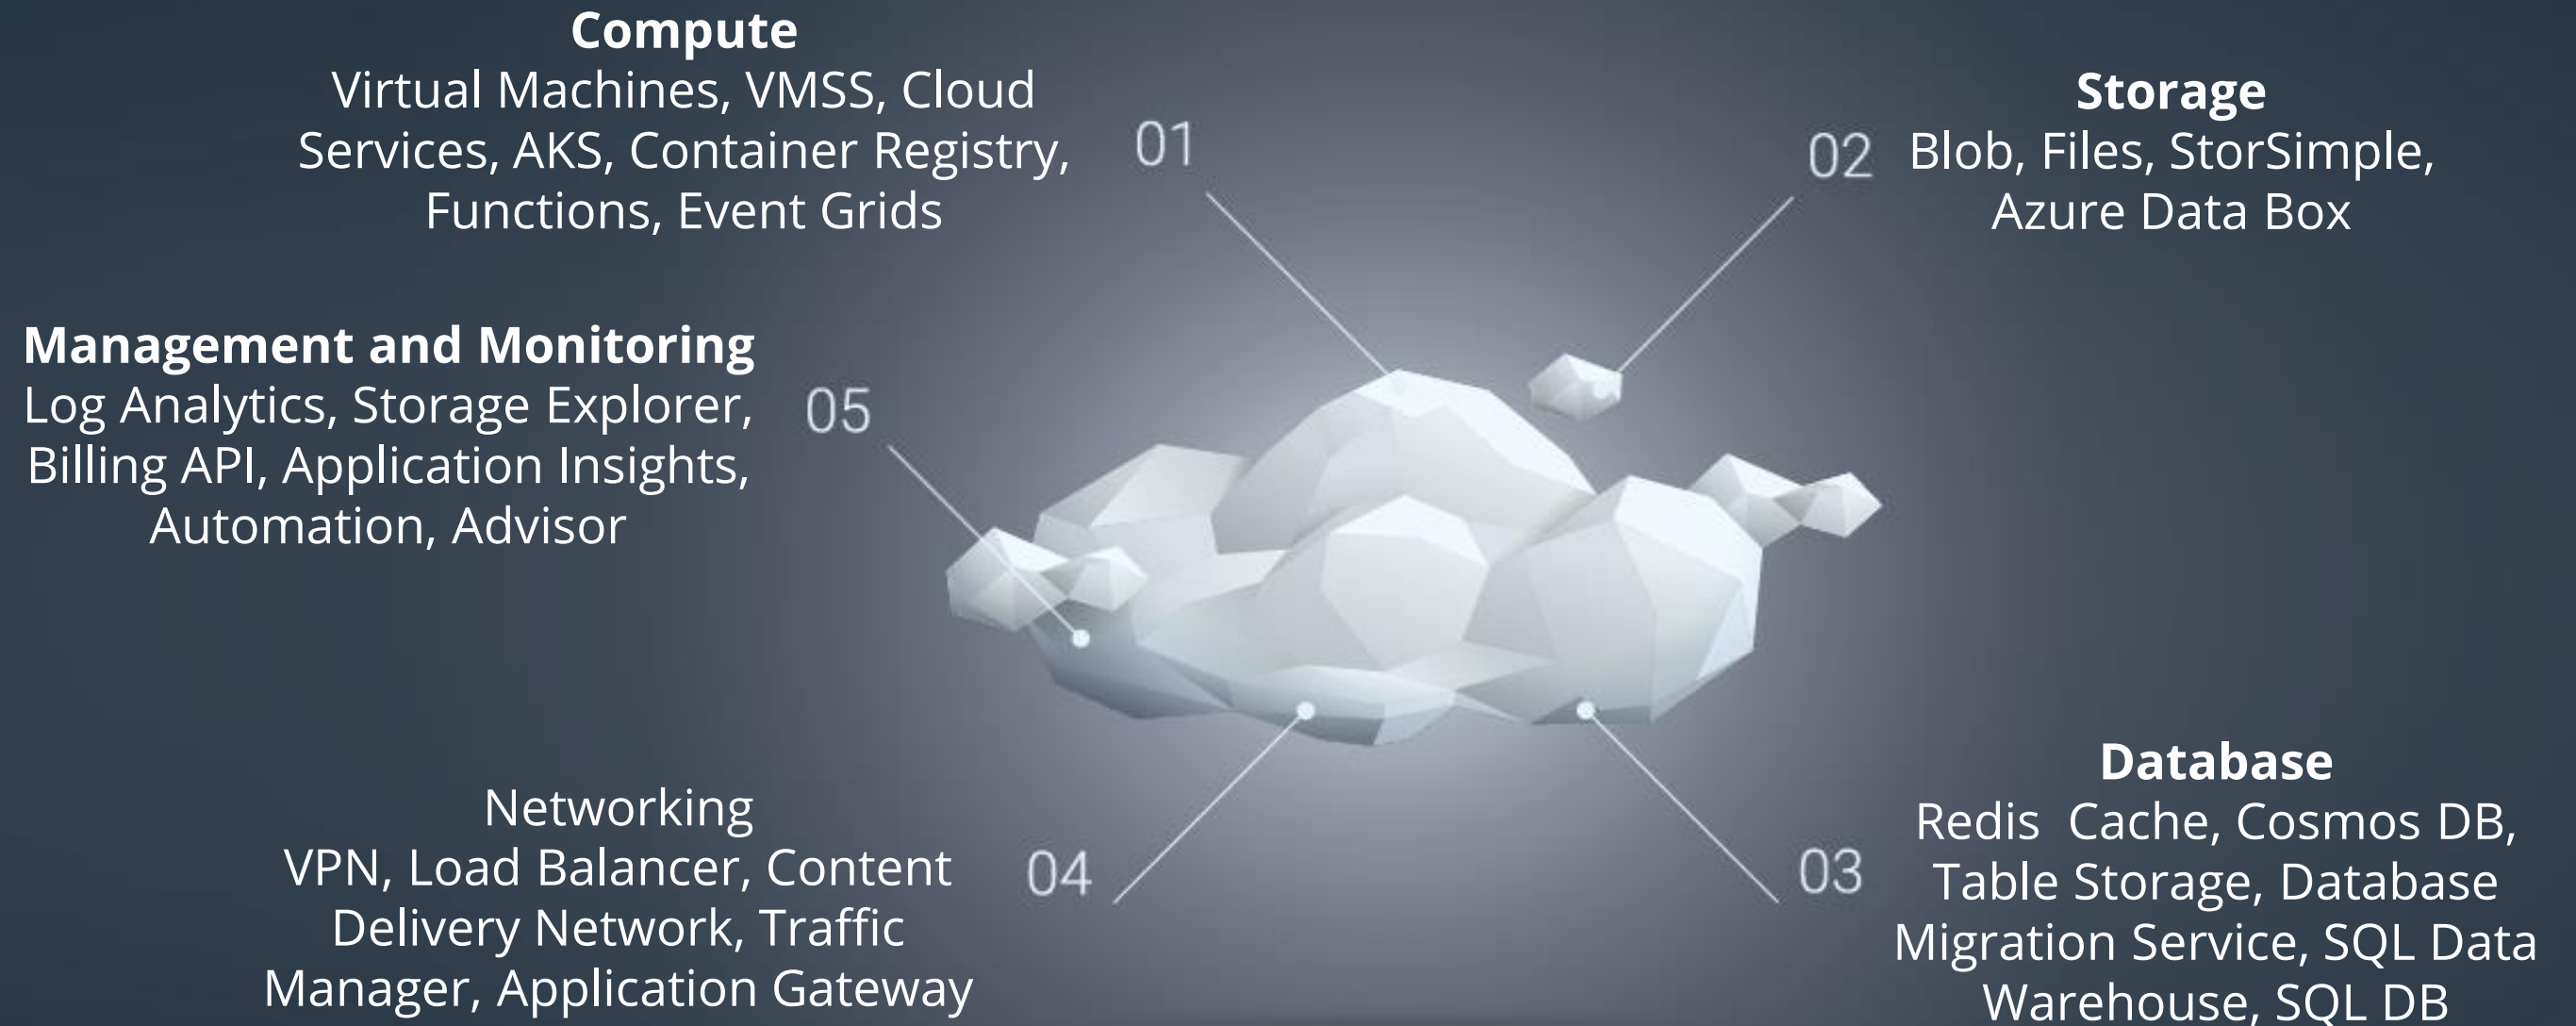 Compute
Virtual Machines, VMSS, Cloud
Services, AKS, Container Registry,
Functions, Event Grids
01
02
Storage
Blob, Files, StorSimple,
Azure Data Box
Management and Monitoring
Log Analytics, Storage Explorer,
Billing API, Application Insights,
Automation, Advisor
05
Networking
VPN, Load Balancer, Content
Delivery Network, Traffic
Manager, Application Gateway
04
03
Database
Redis  Cache, Cosmos DB,
Table Storage, Database
Migration Service, SQL Data
Warehouse, SQL DB